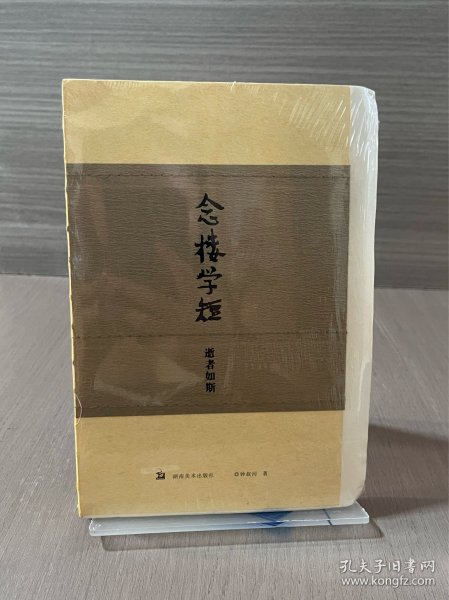 念楼学短
逝者如斯
湖南美术出版社
◎钟叔河 著
孔夫子旧书网
www.kongfz.com